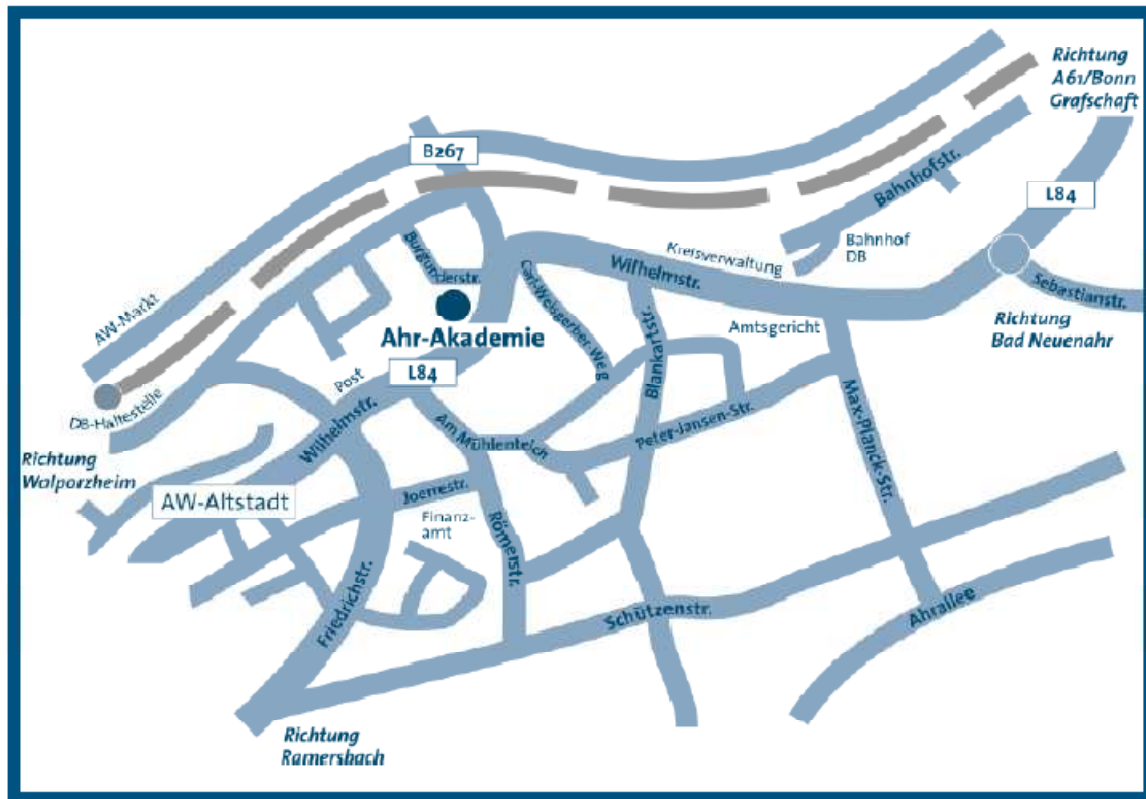 Richtung
A61/Bonn
Grafschaft
B267
Bahnhofstr.
L84
Bahnhof
DB
Kreisverwaltung
Wilhelmstr.
Sebastianstr.
Richtung
Bad Neuenahr
Burgunderstr.
Carl-Weisgerber-Weg
Ahr-Akademie
AW-Markt
Amtsgericht
Blankartstr.
L84
Post
DB-Haltestelle
Wilhelmstr.
Am Mühlenteich
Peter-Jansen-Str.
Max-Planck-Str.
Richtung
Walporzheim
AW-Altstadt
Finanz-
amt
Römerstr.
Friedrichstr.
Schützenstr.
Ahrallee
Richtung
Ramersbach